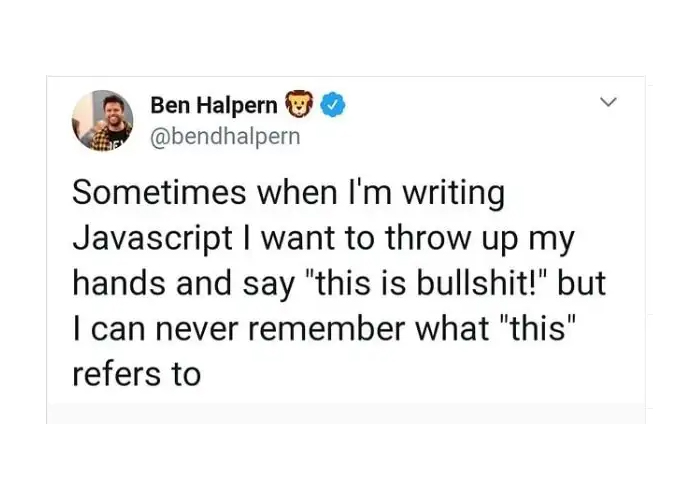 Ben Halpern 🦁
@bendhalpern
Sometimes when I'm writing
Javascript I want to throw up my
hands and say "this is bullshit!" but
I can never remember what "this"
refers to